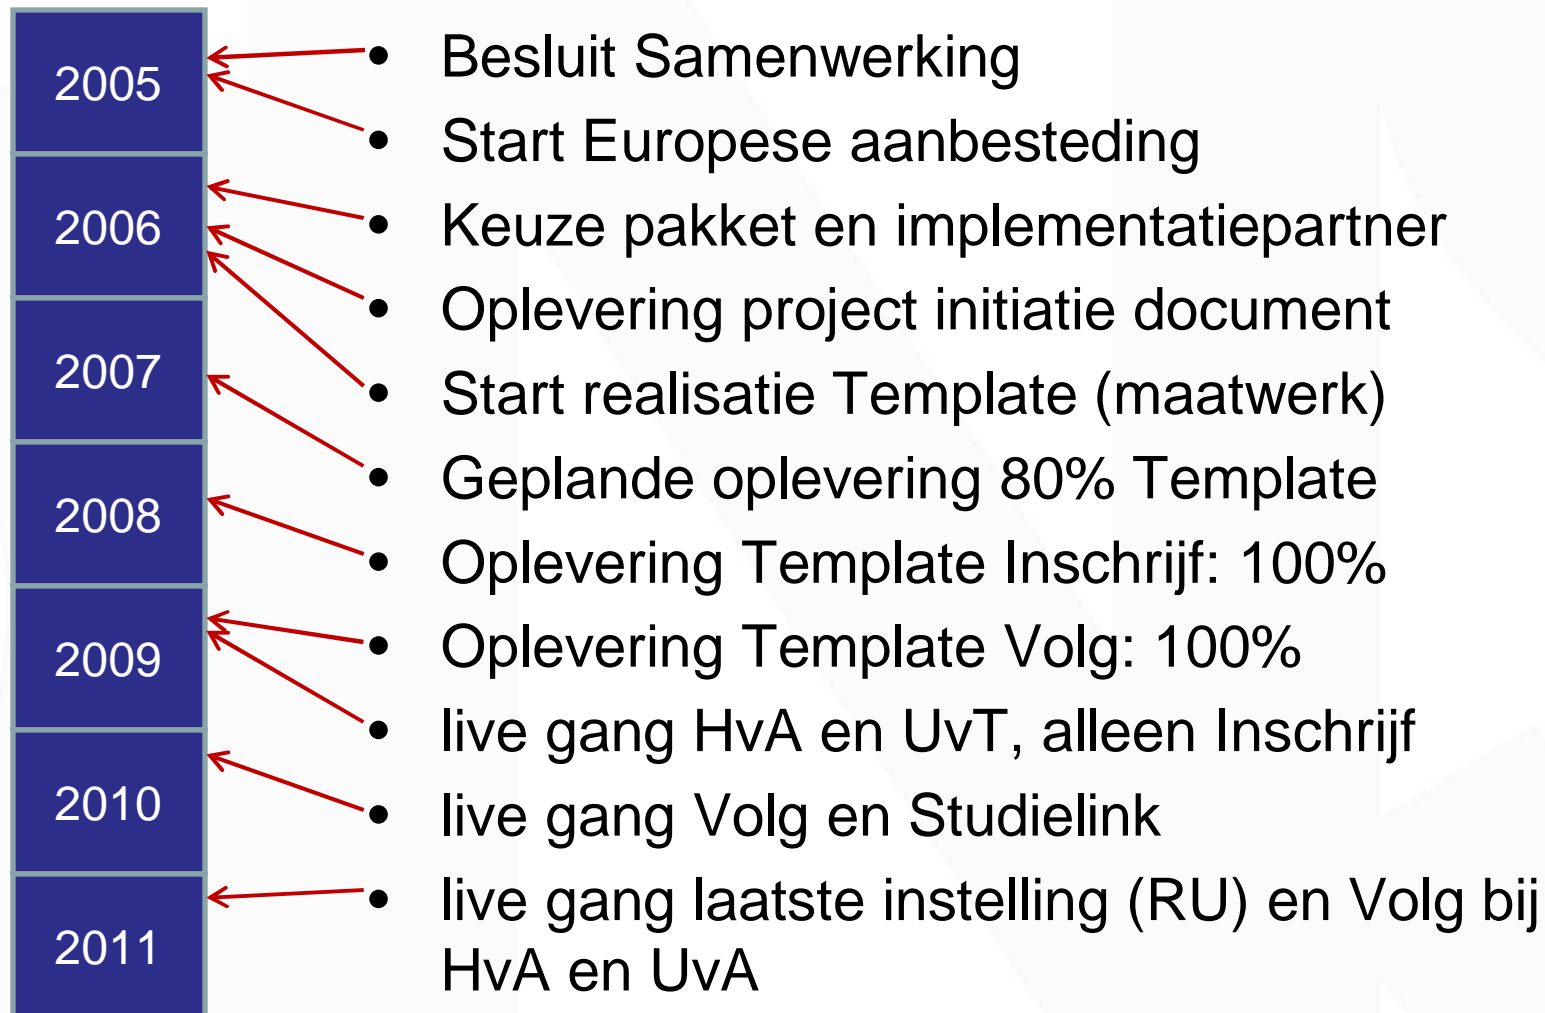 2005
2006
2007
2008
2009
2010
2011
• Besluit Samenwerking
• Start Europese aanbesteding
• Keuze pakket en implementatiepartner
• Oplevering project initiatie document
• Start realisatie Template (maatwerk)
• Geplande oplevering 80% Template
• Oplevering Template Inschrijf: 100%
• Oplevering Template Volg: 100%
• live gang HvA en UvT, alleen Inschrijf
• live gang Volg en Studielink
• live gang laatste instelling (RU) en Volg bij
HvA en UvA